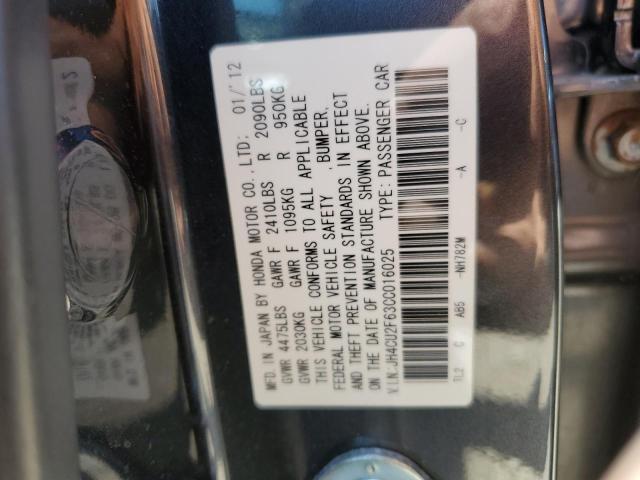 MFD. IN JAPAN BY HONDA MOTOR CO., LTD. 01/'12
GVWR 4475LBS GAWR F 2410LBS R 2090LBS
GVWR 2030KG GAWR F 1095KG R 950KG
THIS VEHICLE CONFORMS TO ALL APPLICABLE
FEDERAL MOTOR VEHICLE SAFETY, BUMPER,
AND THEFT PREVENTION STANDARDS IN EFFECT
ON THE DATE OF MANUFACTURE SHOWN ABOVE.
V.I.N.:JH4CU2F63CC016025 TYPE: PASSENGER CAR
TL2 C AB5 -NH782M -A -C